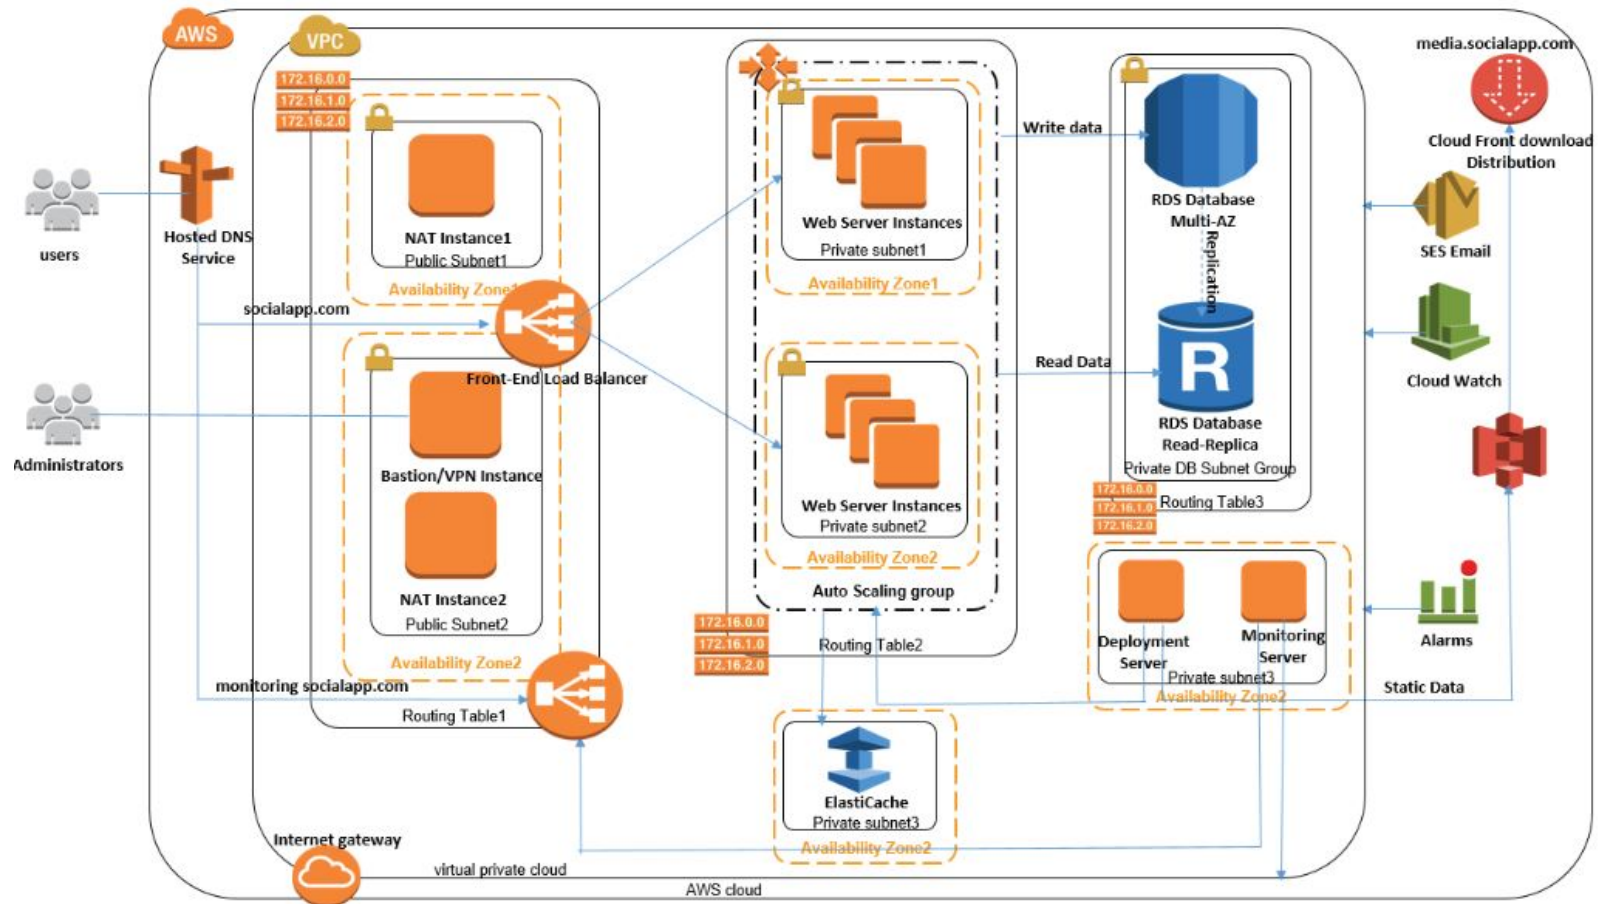 AWS
VPC
media.socialapp.com
172.16.0.0
172.16.1.0
172.16.2.0
Cloud Front download
Distribution
Write data
RDS Database
Multi-AZ
Replication
Web Server Instances
Private subnet1
Availability Zone1
NAT Instance1
Public Subnet1
Availability Zone1
Hosted DNS
Service
users
SES Email
socialapp.com
Front-End Load Balancer
Read Data
Cloud Watch
RDS Database
Read-Replica
Private DB Subnet Group
172.16.0.0
172.16.1.0
172.16.2.0
Routing Table3
Administrators
Bastion/VPN Instance
Web Server Instances
Private subnet2
Availability Zone2
Auto Scaling group
NAT Instance2
Public Subnet2
Availability Zone2
172.16.0.0
172.16.1.0
172.16.2.0
Routing Table2
Deployment
Server
Monitoring
Server
Private subnet3
Availability Zone2
Alarms
Static Data
monitoring socialapp.com
Routing Table1
ElastiCache
Private subnet3
Availability Zone2
Internet gateway
virtual private cloud
AWS cloud
R